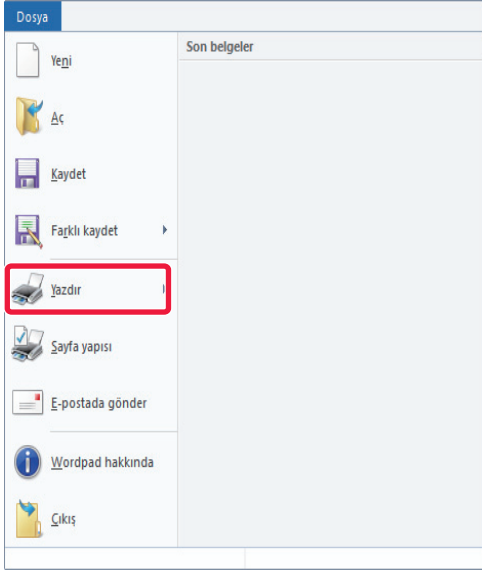 Dosya
Son belgeler
Yeni
Aç
Kaydet
Farklı kaydet
Yazdır
Sayfa yapısı
E-postada gönder
Wordpad hakkında
Çıkış